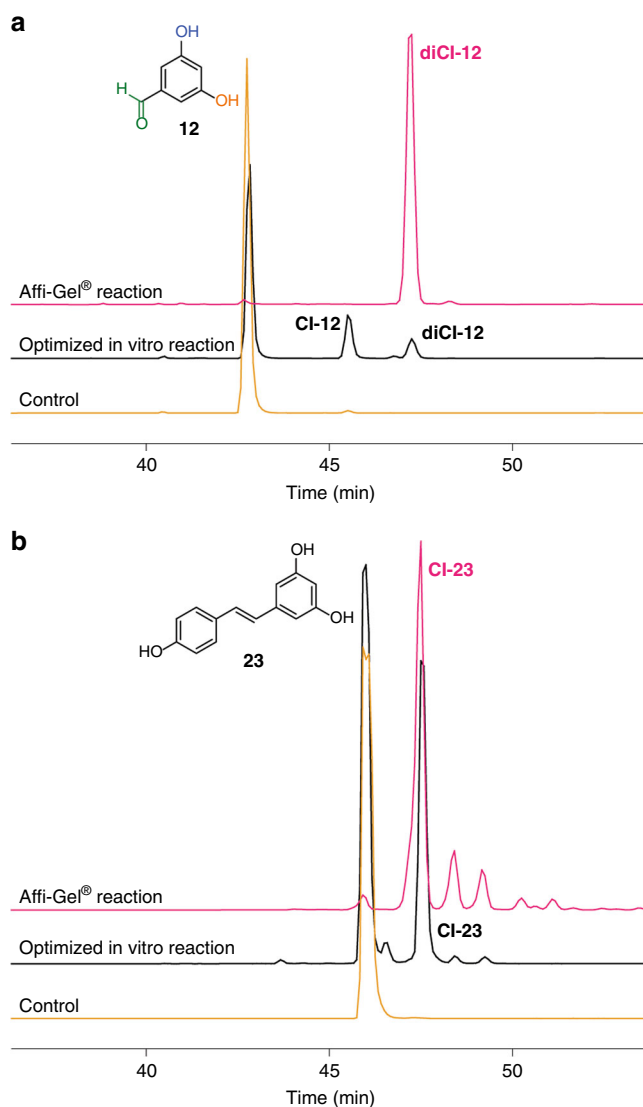 a
OH
H
O
OH
12
diCl-12
Affi-Gel® reaction
Cl-12
diCl-12
Optimized in vitro reaction
Control
40 45 50
Time (min)
b
OH
OH
HO
23
Cl-23
Affi-Gel® reaction
Cl-23
Optimized in vitro reaction
Control
40 45 50
Time (min)